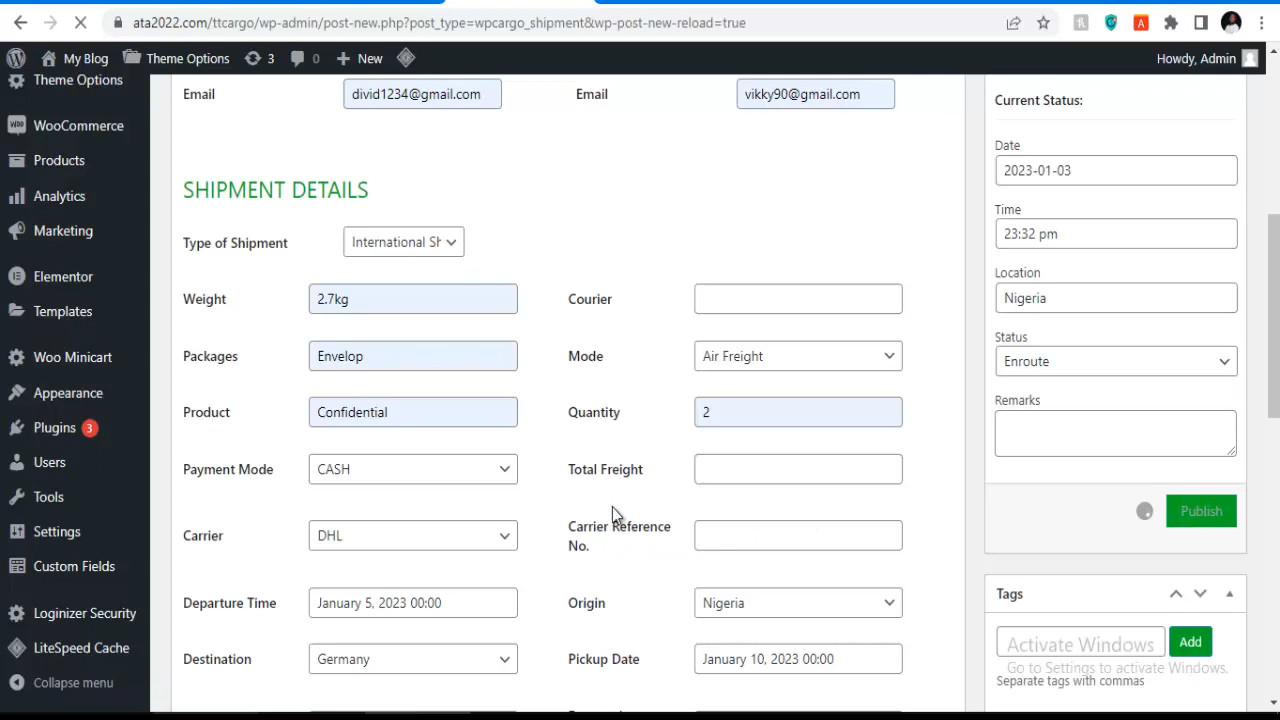 ata2022.com/ttcargo/wp-admin/post-new.php?post_type=wpcargo_shipment&wp-post-new-reload=true
My Blog Theme Options 3 0 New Howdy, Admin
Theme Options
WooCommerce
Products
Analytics
Marketing
Elementor
Templates
Woo Minicart
Appearance
Plugins 3
Users
Tools
Settings
Custom Fields
Loginizer Security
LiteSpeed Cache
Collapse menu
Email divid1234@gmail.com Email vikky90@gmail.com
SHIPMENT DETAILS
Type of Shipment International Sh
Weight 2.7kg Courier
Packages Envelop Mode Air Freight
Product Confidential Quantity 2
Payment Mode CASH Total Freight
Carrier DHL Carrier Reference
No.
Departure Time January 5, 2023 00:00 Origin Nigeria
Destination Germany Pickup Date January 10, 2023 00:00
Current Status:
Date
2023-01-03
Time
23:32 pm
Location
Nigeria
Status
Enroute
Remarks
Publish
Tags
Add
Separate tags with commas
Activate Windows
Go to Settings to activate Windows.